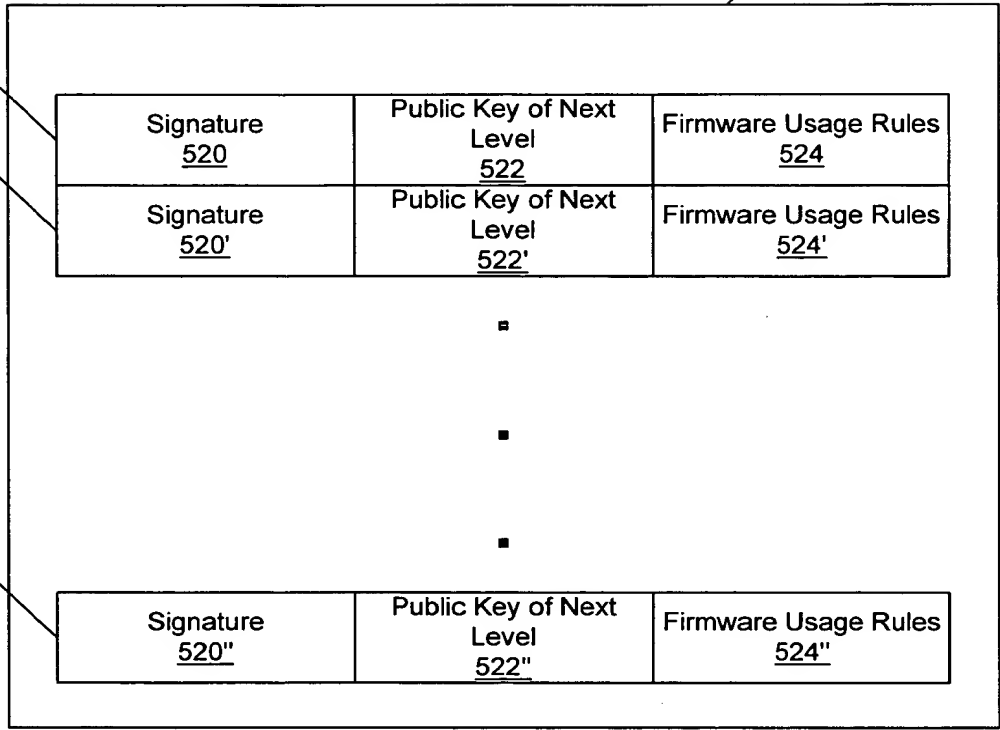 Signature
520
Public Key of Next
Level
522
Firmware Usage Rules
524
Signature
520'
Public Key of Next
Level
522'
Firmware Usage Rules
524'
Signature
520"
Public Key of Next
Level
522"
Firmware Usage Rules
524"